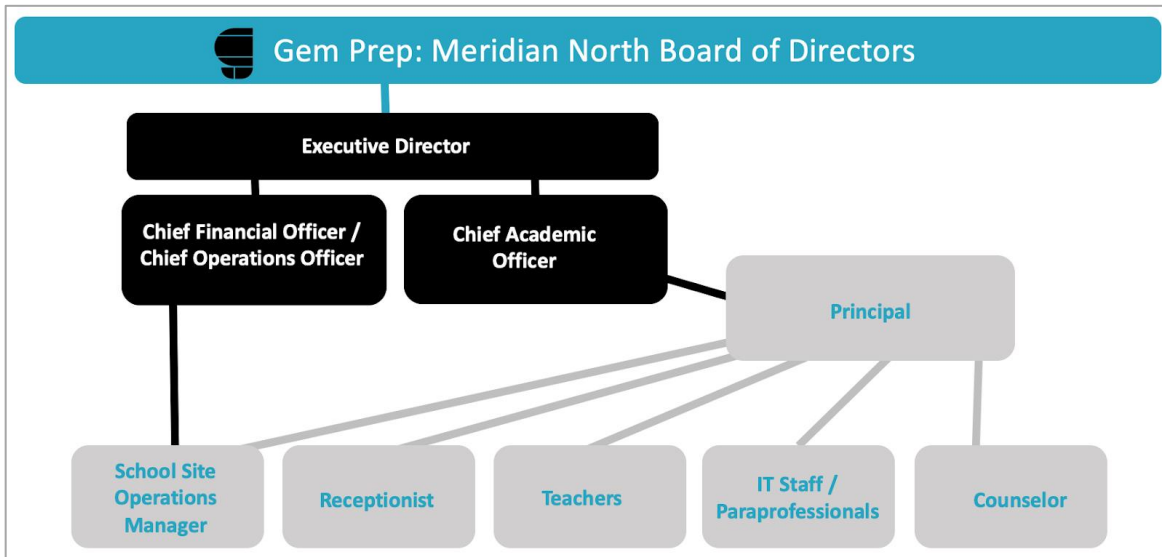 Gem Prep: Meridian North Board of Directors
Executive Director
Chief Financial Officer /
Chief Operations Officer
Chief Academic
Officer
Principal
School Site
Operations
Manager
Receptionist
Teachers
IT Staff /
Paraprofessionals
Counselor